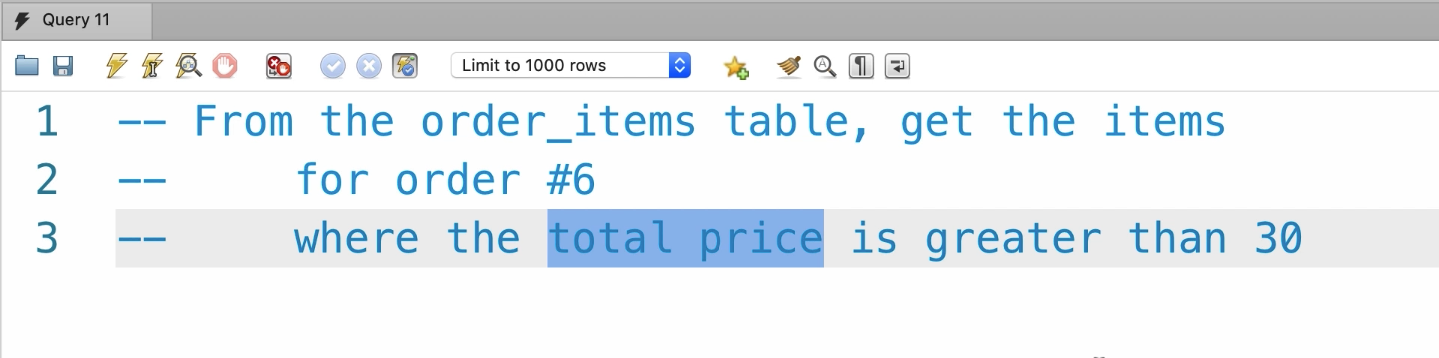 Query 11
Limit to 1000 rows
1 -- From the order_items table, get the items
2 -- for order #6
3 -- where the total price is greater than 30